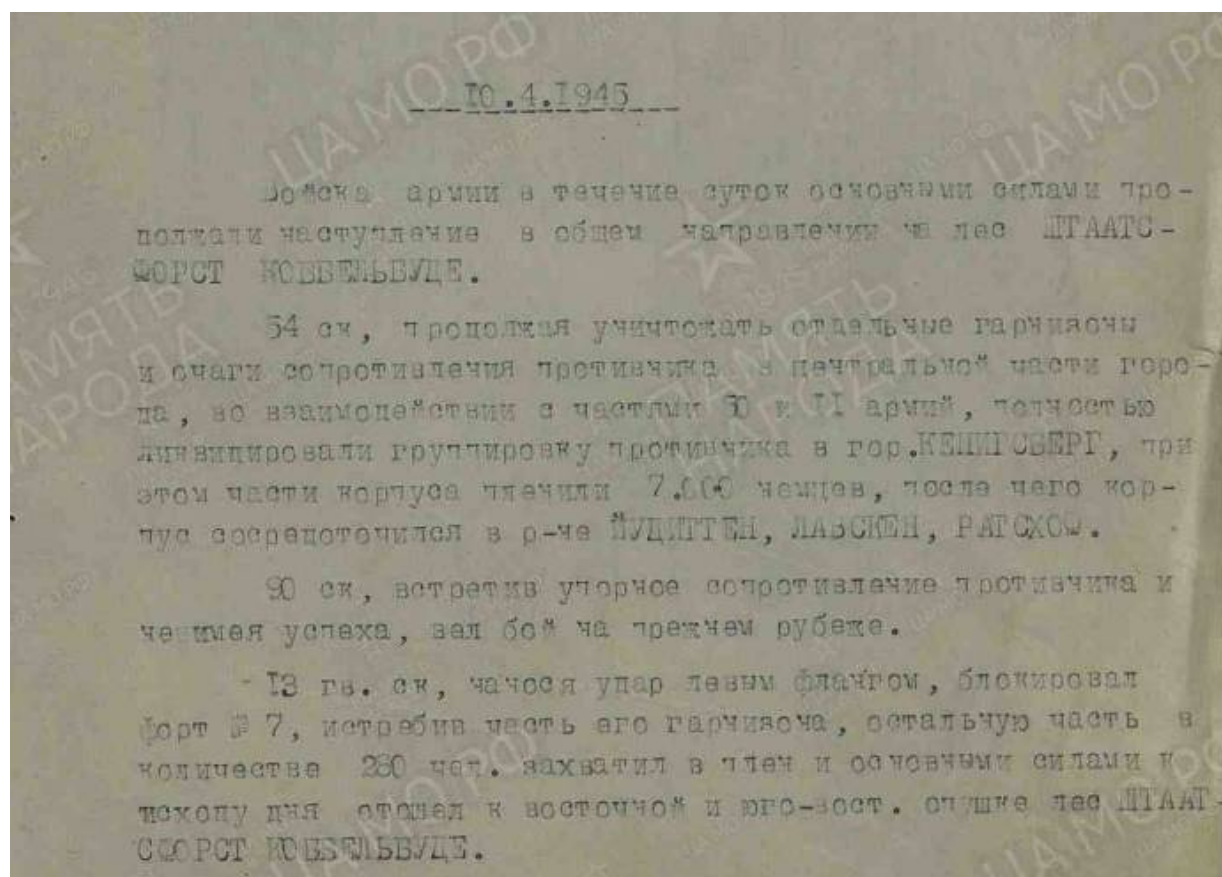 10.4.1945
Войска армии в течение суток основными силами про-
должали наступление в общем направлении на лес ШТААТС-
ФОРСТ КОББЕЛЬБУДЕ.
54 ск, продолжая уничтожать отдельные гарнизоны
и очаги сопротивления противника в центральной части горо-
да, во взаимодействии с частями 50 и 11 армий, полностью
ликвидировали группировку противника в гор.КЕНИГСБЕРГ, при
этом части корпуса пленили 7.000 немцев, после чего кор-
пус сосредоточился в р-не ЙУДИТТЕН, ЛАВСКЕН, РАТСХОФ.
90 ск, встретив упорное сопротивление противника и
не имея успеха, вел бой на прежнем рубеже.
13 гв. ск, нанося удар левым флангом, блокировал
форт № 7, истребив часть его гарнизона, остальную часть в
количестве 280 чел. захватил в плен и основными силами к
исходу дня отошел к восточной и юго-вост. опушке лес ШТААТ-
СФОРСТ КОББЕЛЬБУДЕ.
ЦАМО РФ
ПАМЯТЬ
НАРОДА